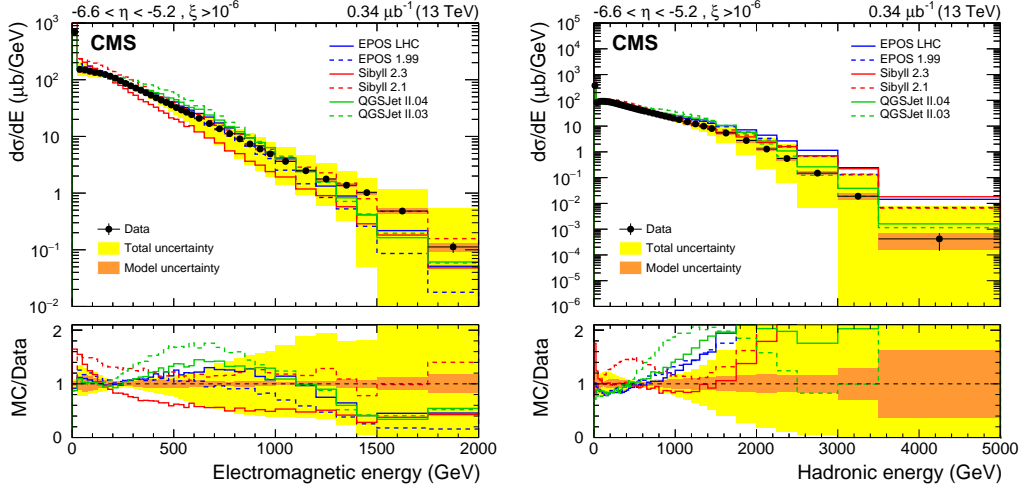 -6.6 < η < -5.2 , ξ >10⁻⁶ 0.34 μb⁻¹ (13 TeV)
CMS
EPOS LHC
EPOS 1.99
Sibyll 2.3
Sibyll 2.1
QGSJet II.04
QGSJet II.03
Data
Total uncertainty
Model uncertainty
dσ/dE (μb/GeV)
10³
10²
10
1
10⁻¹
10⁻²
MC/Data
2
1
0
0 500 1000 1500 2000
Electromagnetic energy (GeV)
-6.6 < η < -5.2 , ξ >10⁻⁶ 0.34 μb⁻¹ (13 TeV)
CMS
EPOS LHC
EPOS 1.99
Sibyll 2.3
Sibyll 2.1
QGSJet II.04
QGSJet II.03
Data
Total uncertainty
Model uncertainty
dσ/dE (μb/GeV)
10⁵
10⁴
10³
10²
10
1
10⁻¹
10⁻²
10⁻³
10⁻⁴
10⁻⁵
10⁻⁶
MC/Data
2
1
0
0 1000 2000 3000 4000 5000
Hadronic energy (GeV)